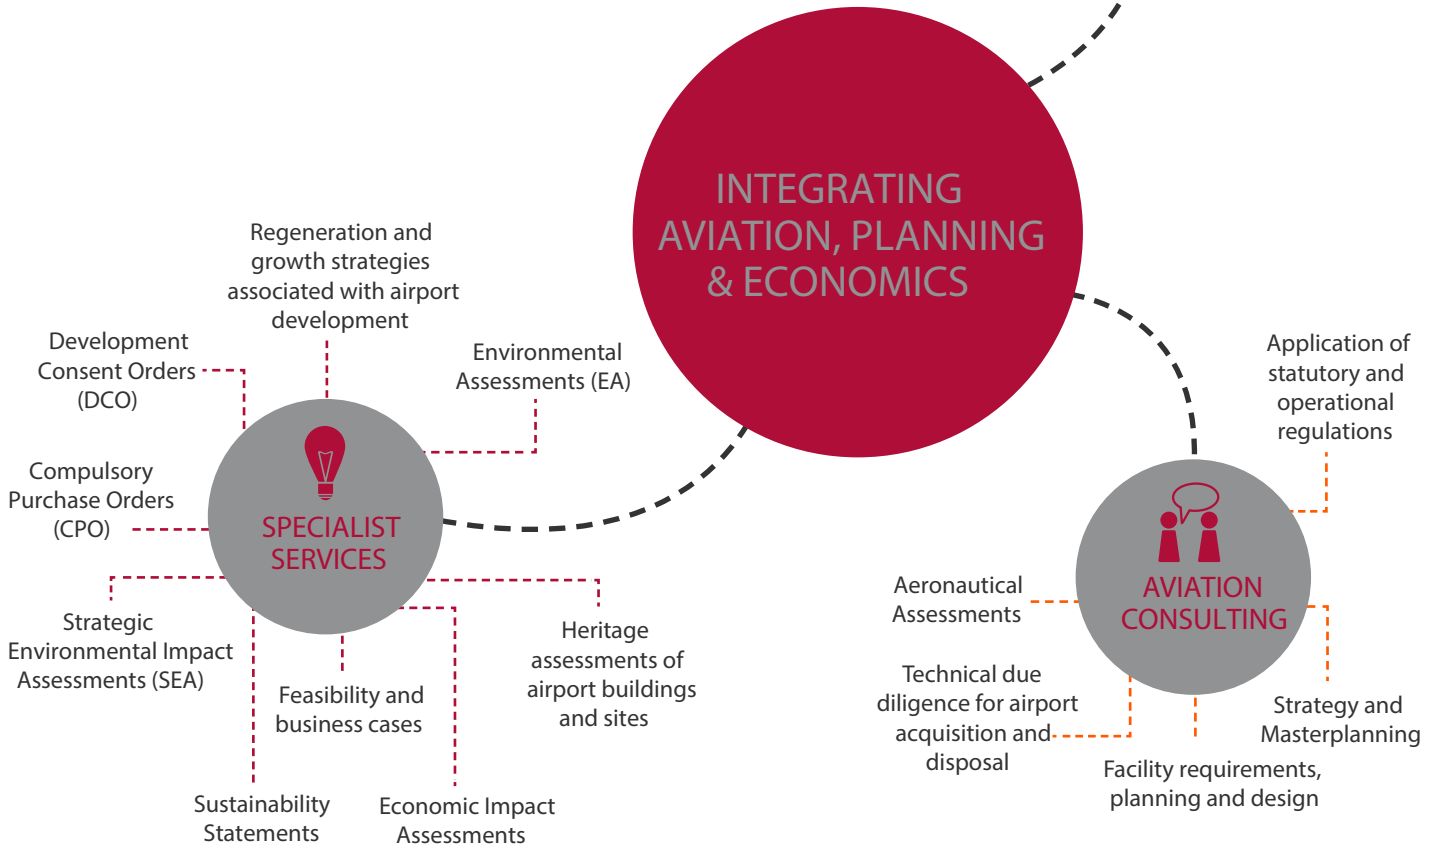 INTEGRATING
AVIATION, PLANNING
& ECONOMICS
Regeneration and
growth strategies
associated with airport
development
Development
Consent Orders
(DCO)
Environmental
Assessments (EA)
Compulsory
Purchase Orders
(CPO)
SPECIALIST
SERVICES
Strategic
Environmental Impact
Assessments (SEA)
Feasibility and
business cases
Heritage
assessments of
airport buildings
and sites
Sustainability
Statements
Economic Impact
Assessments
Application of
statutory and
operational
regulations
AVIATION
CONSULTING
Aeronautical
Assessments
Technical due
diligence for airport
acquisition and
disposal
Facility requirements,
planning and design
Strategy and
Masterplanning